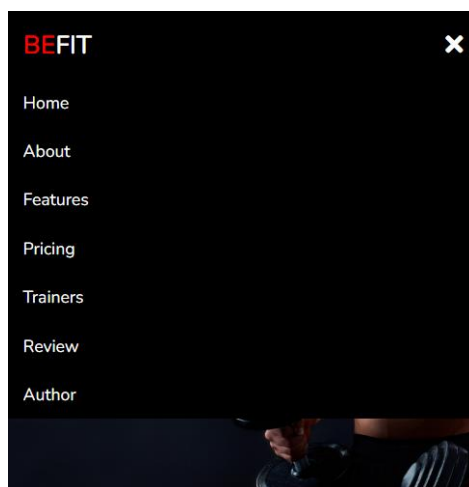 BEFIT
Home
About
Features
Pricing
Trainers
Review
Author